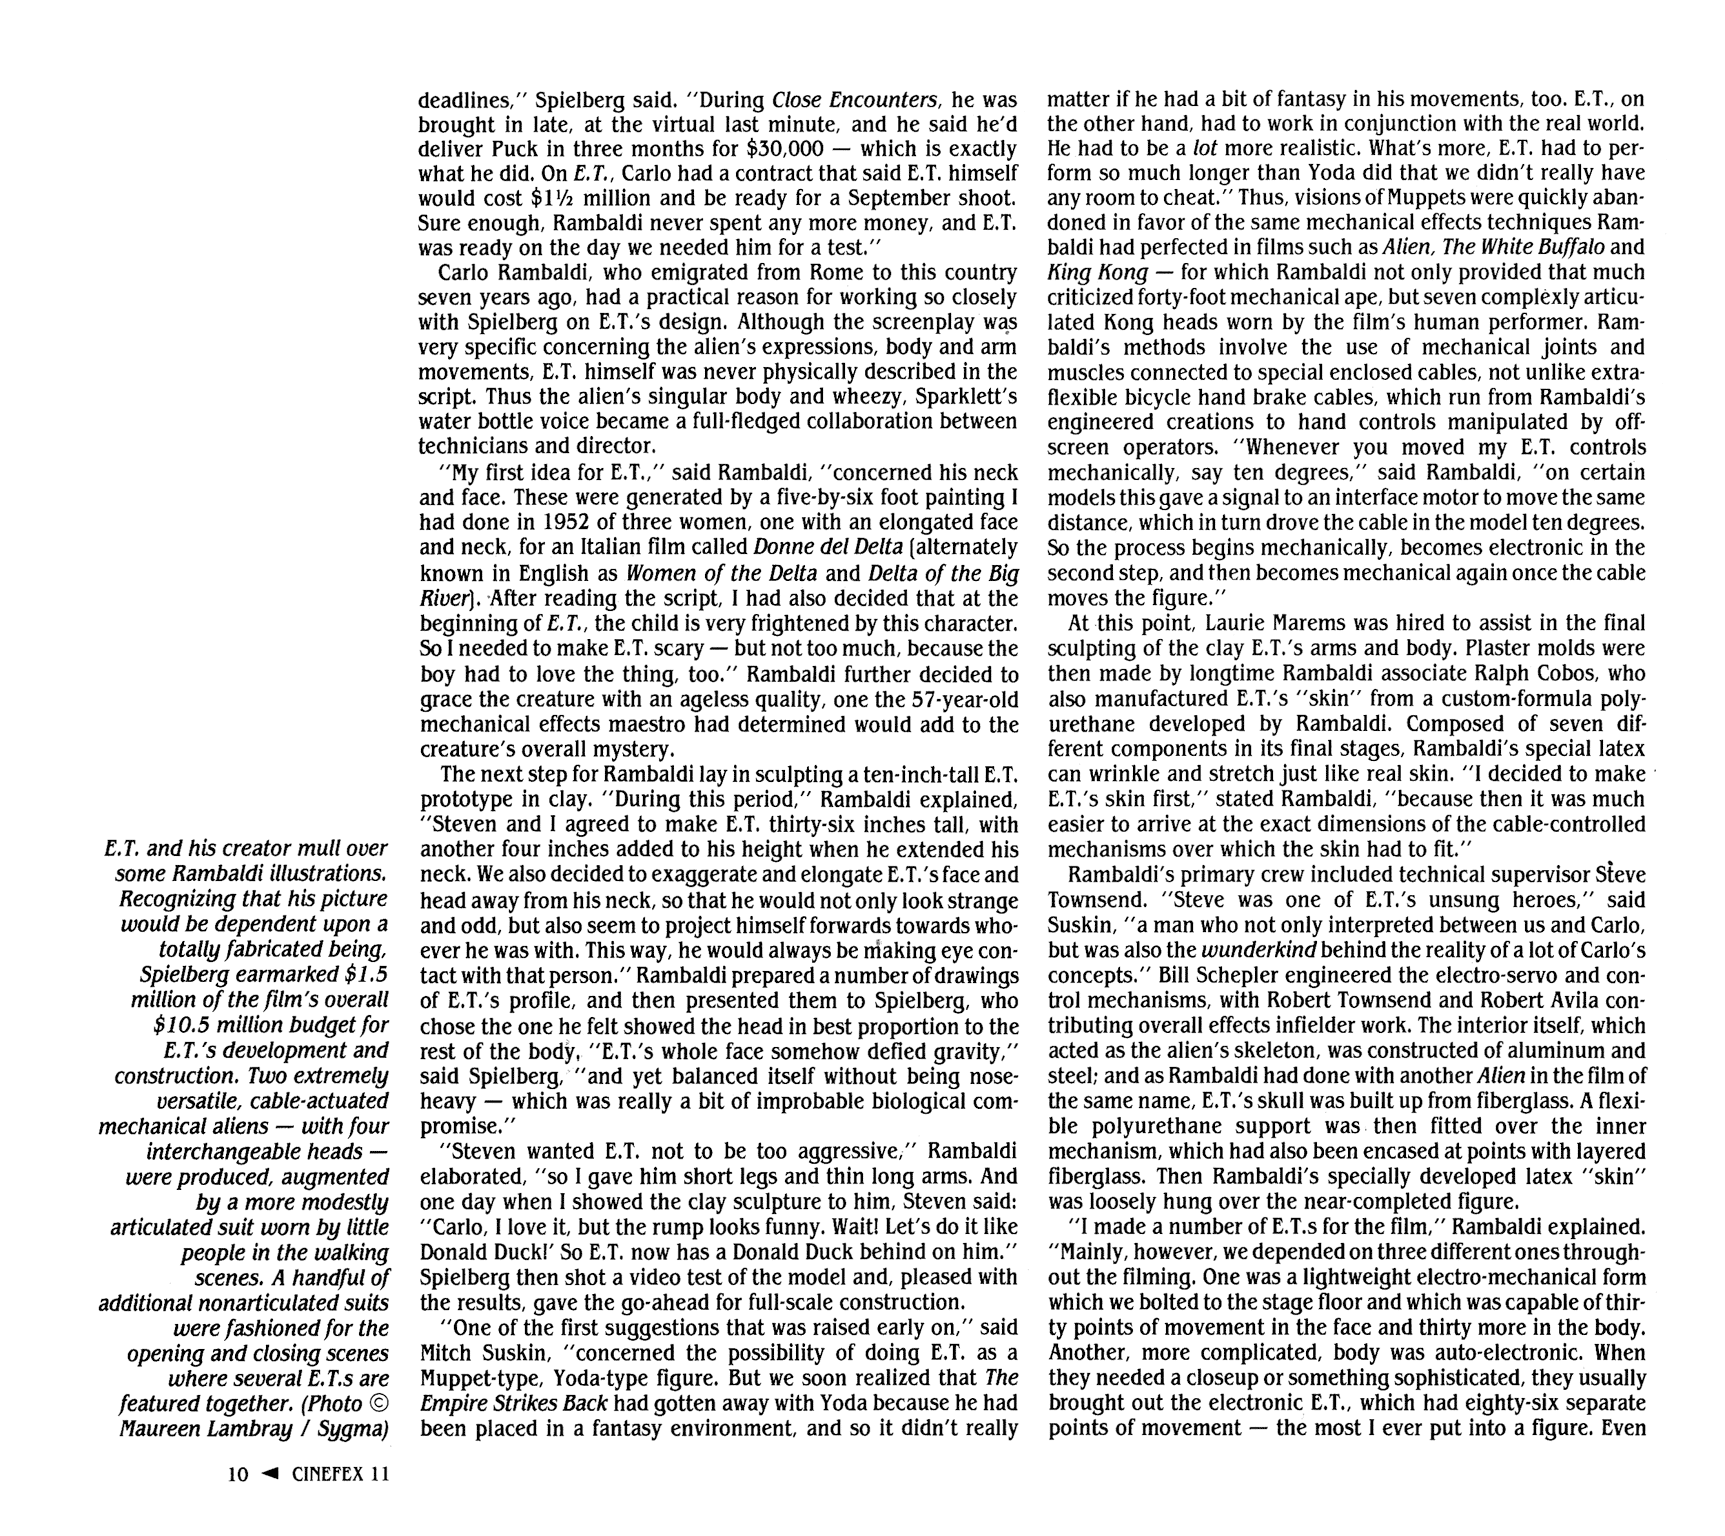 deadlines," Spielberg said. "During Close Encounters, he was
brought in late, at the virtual last minute, and he said he'd
deliver Puck in three months for $30,000 — which is exactly
what he did. On E.T., Carlo had a contract that said E.T. himself
would cost $1½ million and be ready for a September shoot.
Sure enough, Rambaldi never spent any more money, and E.T.
was ready on the day we needed him for a test."
Carlo Rambaldi, who emigrated from Rome to this country
seven years ago, had a practical reason for working so closely
with Spielberg on E.T.'s design. Although the screenplay was
very specific concerning the alien's expressions, body and arm
movements, E.T. himself was never physically described in the
script. Thus the alien's singular body and wheezy, Sparklett's
water bottle voice became a full-fledged collaboration between
technicians and director.
"My first idea for E.T.," said Rambaldi, "concerned his neck
and face. These were generated by a five-by-six foot painting I
had done in 1952 of three women, one with an elongated face
and neck, for an Italian film called Donne del Delta (alternately
known in English as Women of the Delta and Delta of the Big
River). After reading the script, I had also decided that at the
beginning of E.T., the child is very frightened by this character.
So I needed to make E.T. scary — but not too much, because the
boy had to love the thing, too." Rambaldi further decided to
grace the creature with an ageless quality, one the 57-year-old
mechanical effects maestro had determined would add to the
creature's overall mystery.
The next step for Rambaldi lay in sculpting a ten-inch-tall E.T.
prototype in clay. "During this period," Rambaldi explained,
"Steven and I agreed to make E.T. thirty-six inches tall, with
another four inches added to his height when he extended his
neck. We also decided to exaggerate and elongate E.T.'s face and
head away from his neck, so that he would not only look strange
and odd, but also seem to project himself forwards towards who-
ever he was with. This way, he would always be making eye con-
tact with that person." Rambaldi prepared a number of drawings
of E.T.'s profile, and then presented them to Spielberg, who
chose the one he felt showed the head in best proportion to the
rest of the body, "E.T.'s whole face somehow defied gravity,"
said Spielberg, "and yet balanced itself without being nose-
heavy — which was really a bit of improbable biological com-
promise."
"Steven wanted E.T. not to be too aggressive," Rambaldi
elaborated, "so I gave him short legs and thin long arms. And
one day when I showed the clay sculpture to him, Steven said:
"Carlo, I love it, but the rump looks funny. Wait! Let's do it like
Donald Duck!' So E.T. now has a Donald Duck behind on him."
Spielberg then shot a video test of the model and, pleased with
the results, gave the go-ahead for full-scale construction.
"One of the first suggestions that was raised early on," said
Mitch Suskin, "concerned the possibility of doing E.T. as a
Muppet-type, Yoda-type figure. But we soon realized that The
Empire Strikes Back had gotten away with Yoda because he had
been placed in a fantasy environment, and so it didn't really
matter if he had a bit of fantasy in his movements, too. E.T., on
the other hand, had to work in conjunction with the real world.
He had to be a lot more realistic. What's more, E.T. had to per-
form so much longer than Yoda did that we didn't really have
any room to cheat." Thus, visions of Muppets were quickly aban-
doned in favor of the same mechanical effects techniques Ram-
baldi had perfected in films such as Alien, The White Buffalo and
King Kong — for which Rambaldi not only provided that much
criticized forty-foot mechanical ape, but seven complexly articu-
lated Kong heads worn by the film's human performer. Ram-
baldi's methods involve the use of mechanical joints and
muscles connected to special enclosed cables, not unlike extra-
flexible bicycle hand brake cables, which run from Rambaldi's
engineered creations to hand controls manipulated by off-
screen operators. "Whenever you moved my E.T. controls
mechanically, say ten degrees," said Rambaldi, "on certain
models this gave a signal to an interface motor to move the same
distance, which in turn drove the cable in the model ten degrees.
So the process begins mechanically, becomes electronic in the
second step, and then becomes mechanical again once the cable
moves the figure."
At this point, Laurie Marems was hired to assist in the final
sculpting of the clay E.T.'s arms and body. Plaster molds were
then made by longtime Rambaldi associate Ralph Cobos, who
also manufactured E.T.'s "skin" from a custom-formula poly-
urethane developed by Rambaldi. Composed of seven dif-
ferent components in its final stages, Rambaldi's special latex
can wrinkle and stretch just like real skin. "I decided to make
E.T.'s skin first," stated Rambaldi, "because then it was much
easier to arrive at the exact dimensions of the cable-controlled
mechanisms over which the skin had to fit."
Rambaldi's primary crew included technical supervisor Steve
Townsend. "Steve was one of E.T.'s unsung heroes," said
Suskin, "a man who not only interpreted between us and Carlo,
but was also the wunderkind behind the reality of a lot of Carlo's
concepts." Bill Schepler engineered the electro-servo and con-
trol mechanisms, with Robert Townsend and Robert Avila con-
tributing overall effects infielder work. The interior itself, which
acted as the alien's skeleton, was constructed of aluminum and
steel; and as Rambaldi had done with another Alien in the film of
the same name, E.T.'s skull was built up from fiberglass. A flexi-
ble polyurethane support was then fitted over the inner
mechanism, which had also been encased at points with layered
fiberglass. Then Rambaldi's specially developed latex "skin"
was loosely hung over the near-completed figure.
"I made a number of E.T.s for the film," Rambaldi explained.
"Mainly, however, we depended on three different ones through-
out the filming. One was a lightweight electro-mechanical form
which we bolted to the stage floor and which was capable of thir-
ty points of movement in the face and thirty more in the body.
Another, more complicated, body was auto-electronic. When
they needed a closeup or something sophisticated, they usually
brought out the electronic E.T., which had eighty-six separate
points of movement — the most I ever put into a figure. Even
E.T. and his creator mull over
some Rambaldi illustrations.
Recognizing that his picture
would be dependent upon a
totally fabricated being,
Spielberg earmarked $1.5
million of the film's overall
$10.5 million budget for
E.T.'s development and
construction. Two extremely
versatile, cable-actuated
mechanical aliens — with four
interchangeable heads —
were produced, augmented
by a more modestly
articulated suit worn by little
people in the walking
scenes. A handful of
additional nonarticulated suits
were fashioned for the
opening and closing scenes
where several E.T.s are
featured together. (Photo ©
Maureen Lambray / Sygma)
10 ◄ CINEFEX 11